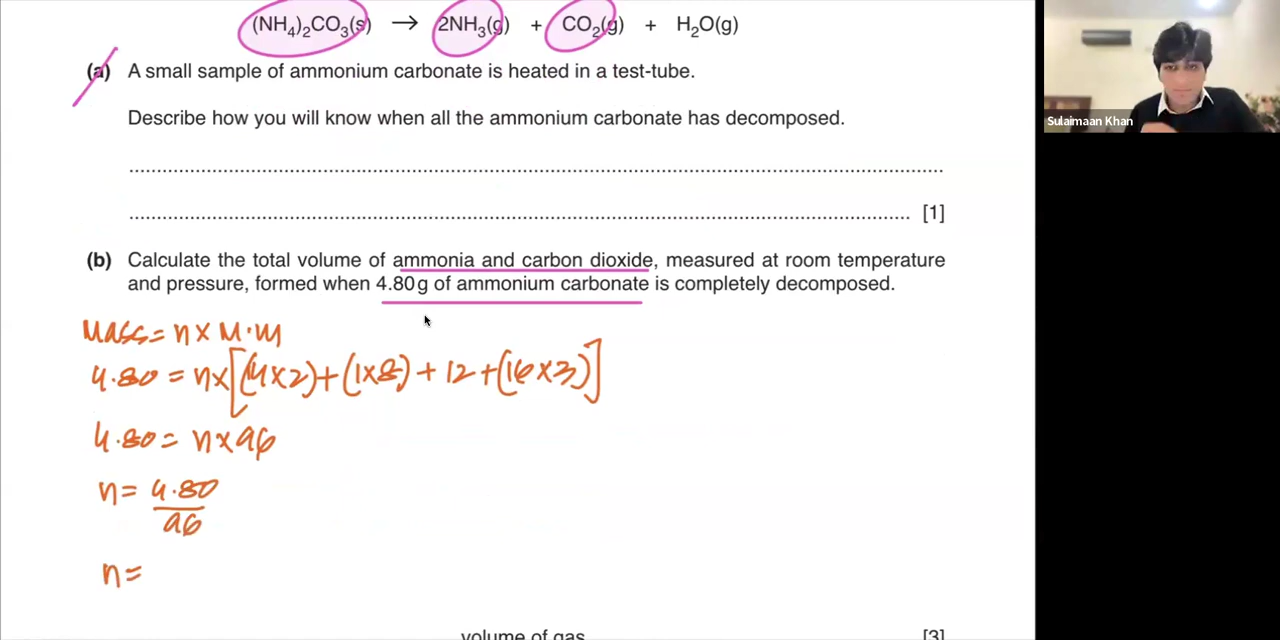 (NH4)2CO3(s) → 2NH3(g) + CO2(g) + H2O(g)
(a) A small sample of ammonium carbonate is heated in a test-tube.
Sulaimaan Khan
Describe how you will know when all the ammonium carbonate has decomposed.
[1]
(b) Calculate the total volume of ammonia and carbon dioxide, measured at room temperature
and pressure, formed when 4.80 g of ammonium carbonate is completely decomposed.
Mass = n × M.M
4.80 = n × [(14×2) + (1×8) + 12 + (16×3)]
4.80 = n × 96
n = 4.80
96
n =
volume of gas [3]